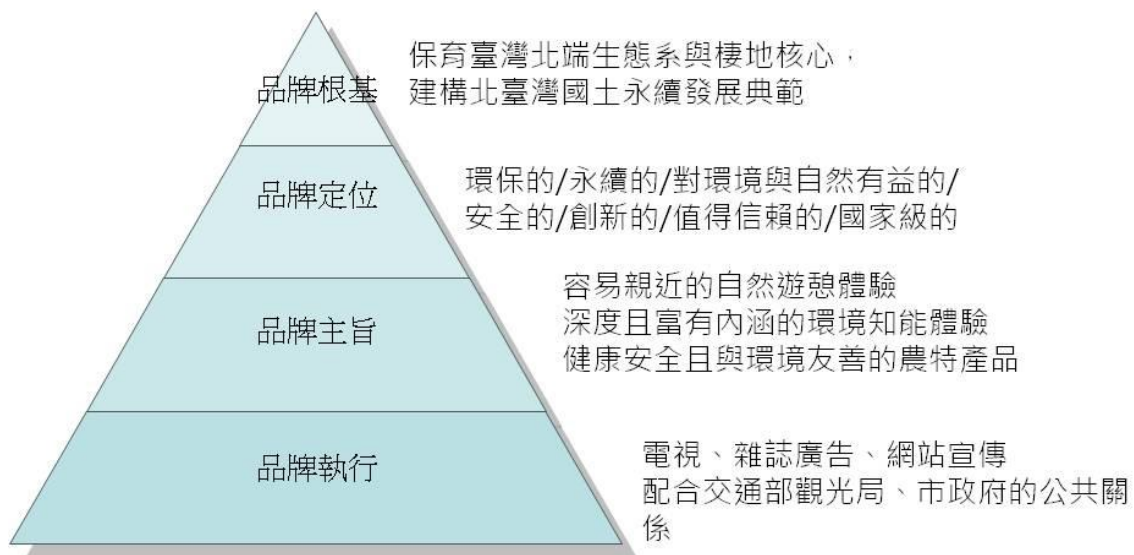 品牌根基
保育臺灣北端生態系與棲地核心，
建構北臺灣國土永續發展典範
品牌定位
環保的/永續的/對環境與自然有益的/
安全的/創新的/值得信賴的/國家級的
品牌主旨
容易親近的自然遊憩體驗
深度且富有內涵的環境知能體驗
健康安全且與環境友善的農特產品
品牌執行
電視、雜誌廣告、網站宣傳
配合交通部觀光局、市政府的公共關
係